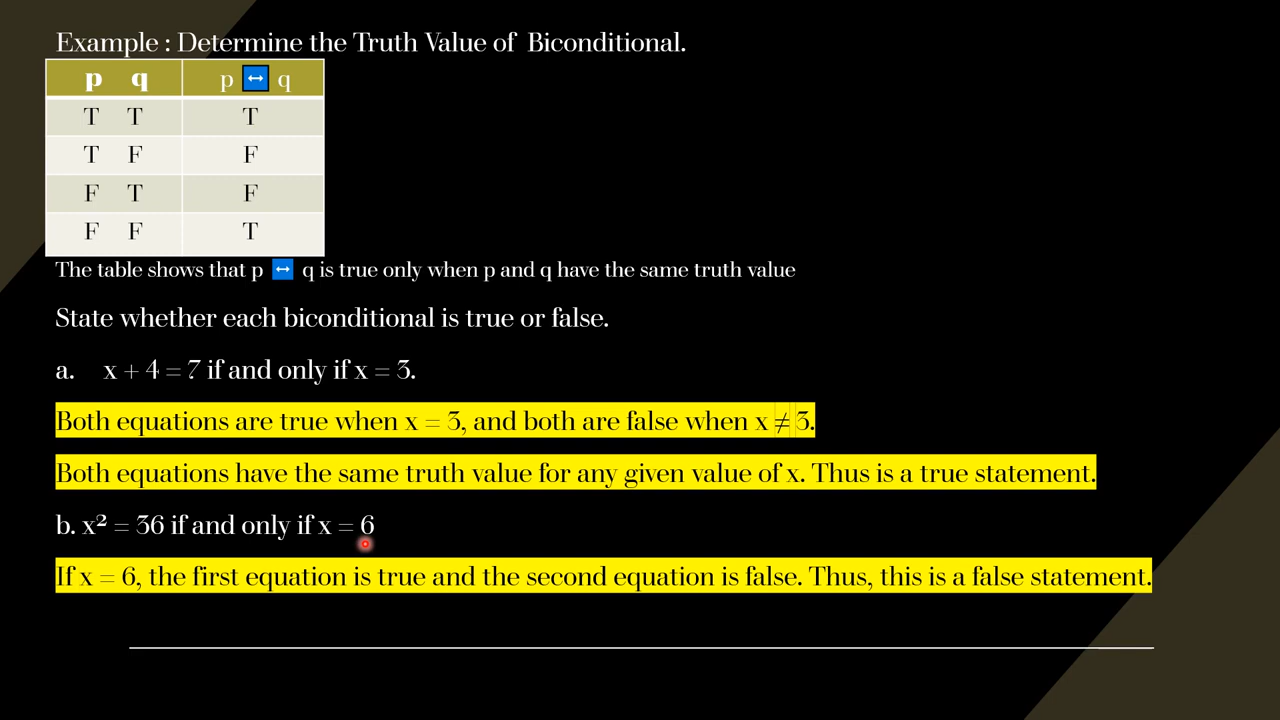 Example : Determine the Truth Value of Biconditional.
p q p ↔ q
T T T
T F F
F T F
F F T
The table shows that p ↔ q is true only when p and q have the same truth value
State whether each biconditional is true or false.
a. x + 4 = 7 if and only if x = 3.
Both equations are true when x = 3, and both are false when x ≠ 3.
Both equations have the same truth value for any given value of x. Thus is a true statement.
b. x² = 36 if and only if x = 6
If x = 6, the first equation is true and the second equation is false. Thus, this is a false statement.